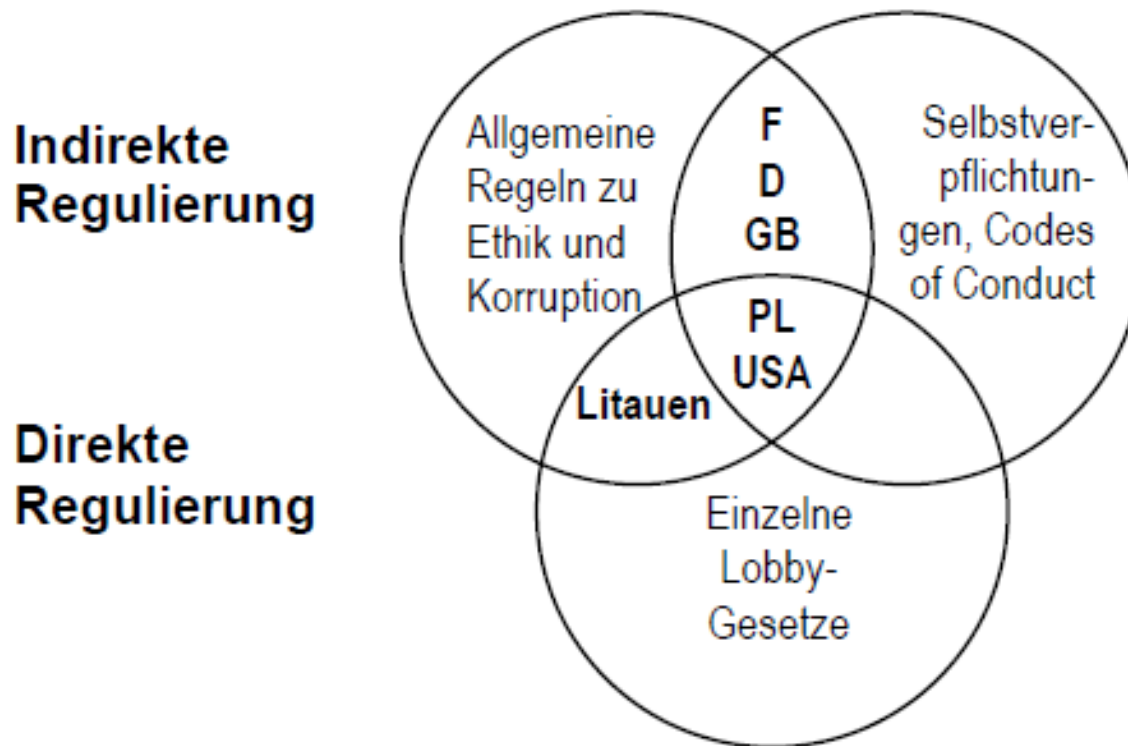 Indirekte
Regulierung
Allgemeine
Regeln zu
Ethik und
Korruption
F
D
GB
Selbstver-
pflichtun-
gen, Codes
of Conduct
PL
USA
Litauen
Direkte
Regulierung
Einzelne
Lobby-
Gesetze